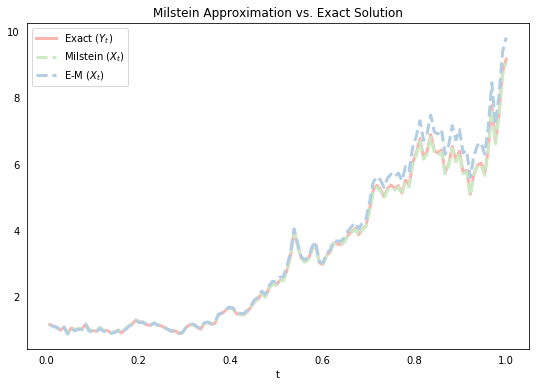 Milstein Approximation vs. Exact Solution
Exact (Y_t)
Milstein (X_t)
E-M (X_t)
10
8
6
4
2
0.0 0.2 0.4 0.6 0.8 1.0
t